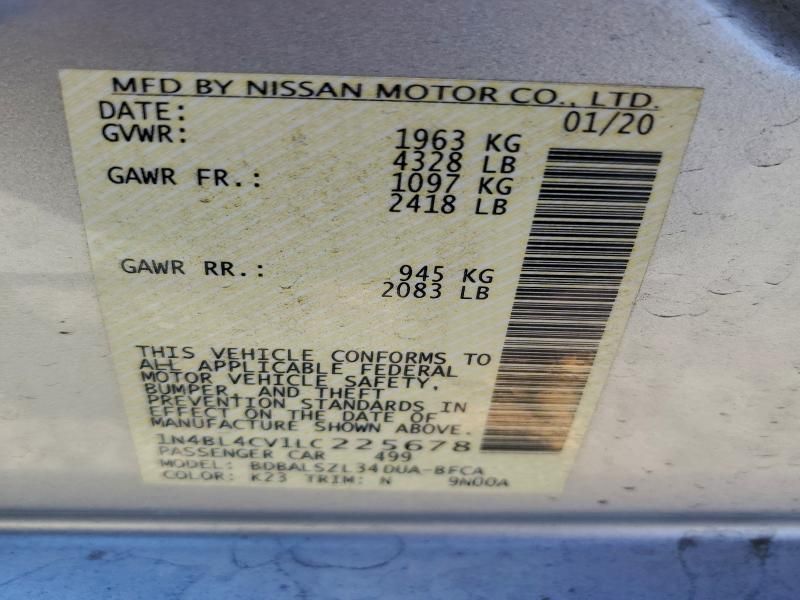 MFD BY NISSAN MOTOR CO., LTD.
DATE: 01/20
GVWR: 1963 KG
4328 LB
GAWR FR.: 1097 KG
2418 LB
GAWR RR.: 945 KG
2083 LB
THIS VEHICLE CONFORMS TO
ALL APPLICABLE FEDERAL
MOTOR VEHICLE SAFETY,
BUMPER, AND THEFT
PREVENTION STANDARDS IN
EFFECT ON THE DATE OF
MANUFACTURE SHOWN ABOVE.
1N4BL4CV1LC225678
PASSENGER CAR 499
MODEL: BDBALSZL34DUA-BFCA
COLOR: K23 TRIM: N 9N00A